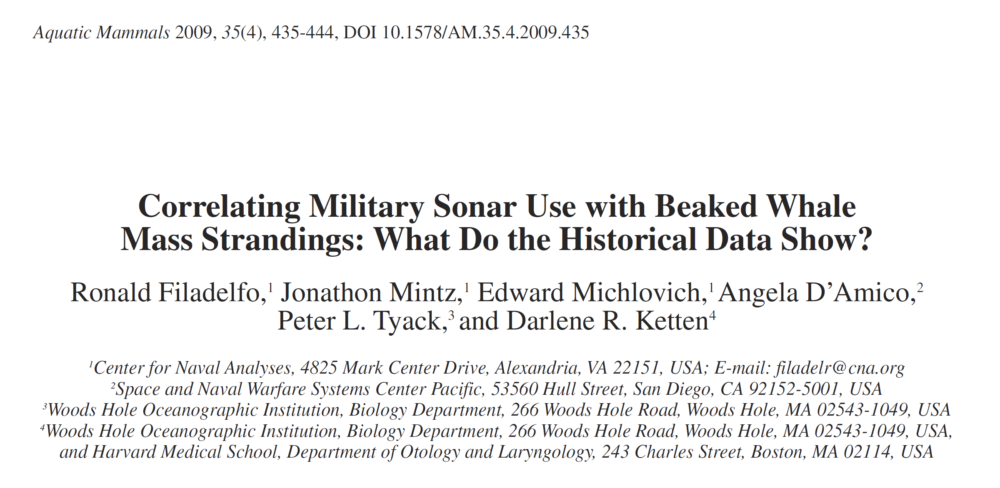 Aquatic Mammals 2009, 35(4), 435-444, DOI 10.1578/AM.35.4.2009.435
Correlating Military Sonar Use with Beaked Whale
Mass Strandings: What Do the Historical Data Show?
Ronald Filadelfo,¹ Jonathon Mintz,¹ Edward Michlovich,¹ Angela D’Amico,²
Peter L. Tyack,³ and Darlene R. Ketten⁴
¹Center for Naval Analyses, 4825 Mark Center Drive, Alexandria, VA 22151, USA; E-mail: filadelr@cna.org
²Space and Naval Warfare Systems Center Pacific, 53560 Hull Street, San Diego, CA 92152-5001, USA
³Woods Hole Oceanographic Institution, Biology Department, 266 Woods Hole Road, Woods Hole, MA 02543-1049, USA
⁴Woods Hole Oceanographic Institution, Biology Department, 266 Woods Hole Road, Woods Hole, MA 02543-1049, USA,
and Harvard Medical School, Department of Otology and Laryngology, 243 Charles Street, Boston, MA 02114, USA